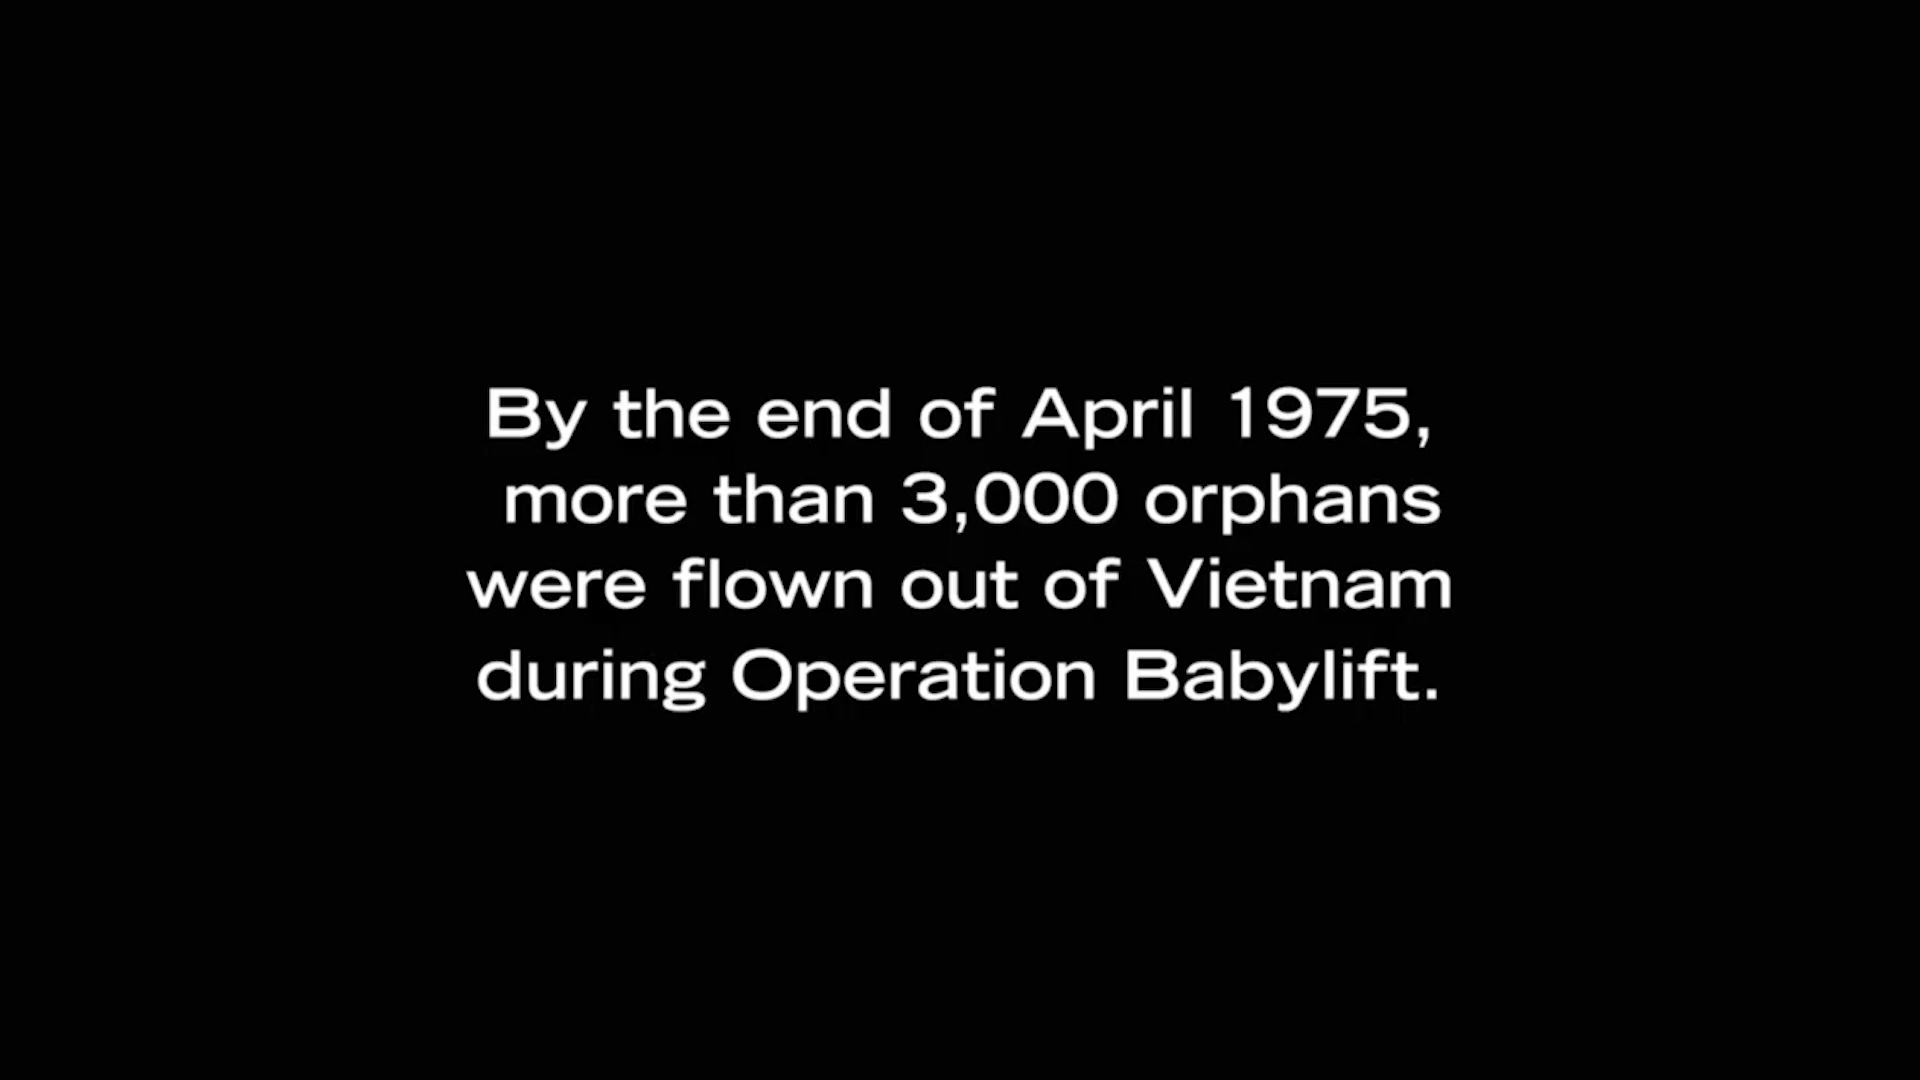 By the end of April 1975,
more than 3,000 orphans
were flown out of Vietnam
during Operation Babylift.